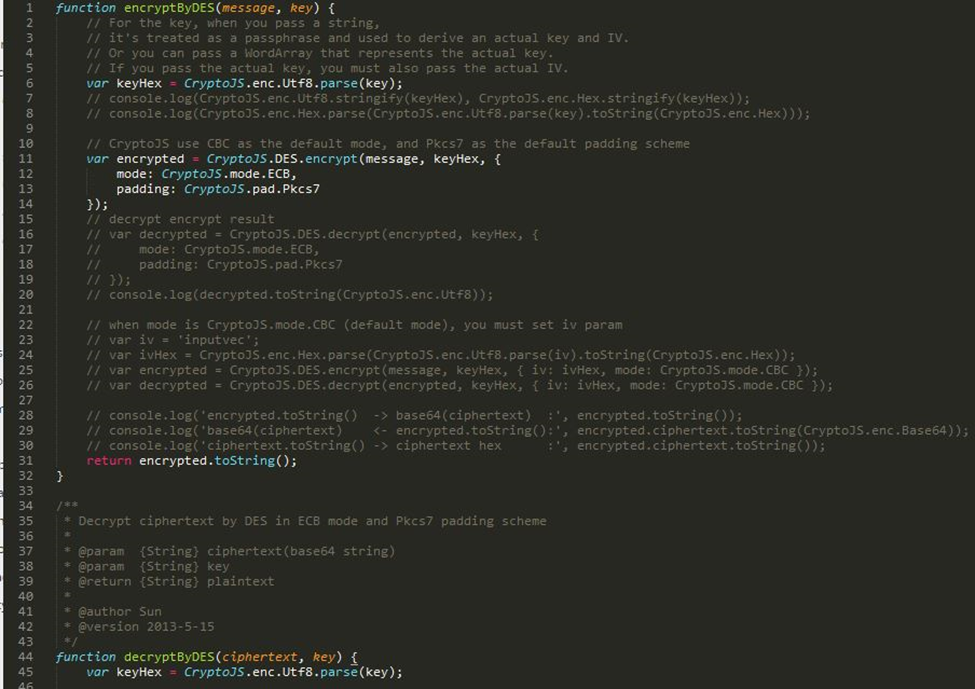 1 function encryptByDES(message, key) {
2     // For the key, when you pass a string,
3     // it's treated as a passphrase and used to derive an actual key and IV.
4     // Or you can pass a WordArray that represents the actual key.
5     // If you pass the actual key, you must also pass the actual IV.
6     var keyHex = CryptoJS.enc.Utf8.parse(key);
7     // console.log(CryptoJS.enc.Utf8.stringify(keyHex), CryptoJS.enc.Hex.stringify(keyHex));
8     // console.log(CryptoJS.enc.Hex.parse(CryptoJS.enc.Utf8.parse(key).toString(CryptoJS.enc.Hex)));
9
10     // CryptoJS use CBC as the default mode, and Pkcs7 as the default padding scheme
11     var encrypted = CryptoJS.DES.encrypt(message, keyHex, {
12         mode: CryptoJS.mode.ECB,
13         padding: CryptoJS.pad.Pkcs7
14     });
15     // decrypt encrypt result
16     // var decrypted = CryptoJS.DES.decrypt(encrypted, keyHex, {
17     //     mode: CryptoJS.mode.ECB,
18     //     padding: CryptoJS.pad.Pkcs7
19     // });
20     // console.log(decrypted.toString(CryptoJS.enc.Utf8));
21
22     // when mode is CryptoJS.mode.CBC (default mode), you must set iv param
23     // var iv = 'inputvec';
24     // var ivHex = CryptoJS.enc.Hex.parse(CryptoJS.enc.Utf8.parse(iv).toString(CryptoJS.enc.Hex));
25     // var encrypted = CryptoJS.DES.encrypt(message, keyHex, { iv: ivHex, mode: CryptoJS.mode.CBC });
26     // var decrypted = CryptoJS.DES.decrypt(encrypted, keyHex, { iv: ivHex, mode: CryptoJS.mode.CBC });
27
28     // console.log('encrypted.toString()  -> base64(ciphertext)  :', encrypted.toString());
29     // console.log('base64(ciphertext)    <- encrypted.toString():', encrypted.ciphertext.toString(CryptoJS.enc.Base64));
30     // console.log('ciphertext.toString() -> ciphertext hex      :', encrypted.ciphertext.toString());
31     return encrypted.toString();
32 }
33
34 /**
35  * Decrypt ciphertext by DES in ECB mode and Pkcs7 padding scheme
36  *
37  * @param  {String} ciphertext(base64 string)
38  * @param  {String} key
39  * @return {String} plaintext
40  *
41  * @author Sun
42  * @version 2013-5-15
43  */
44 function decryptByDES(ciphertext, key) {
45     var keyHex = CryptoJS.enc.Utf8.parse(key);
46